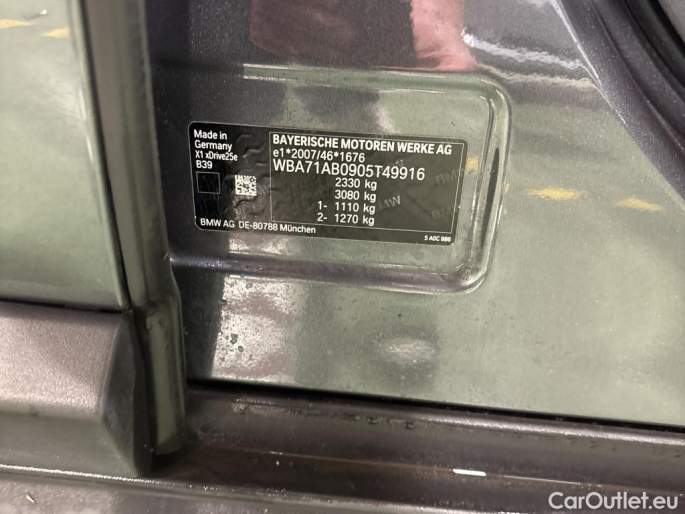 Made in
Germany
X1 xDrive25e
B39
BAYERISCHE MOTOREN WERKE AG
e1*2007/46*1676
WBA71AB0905T49916
2330 kg
3080 kg
1- 1110 kg
2- 1270 kg
BMW AG DE-80788 München
CarOutlet.eu